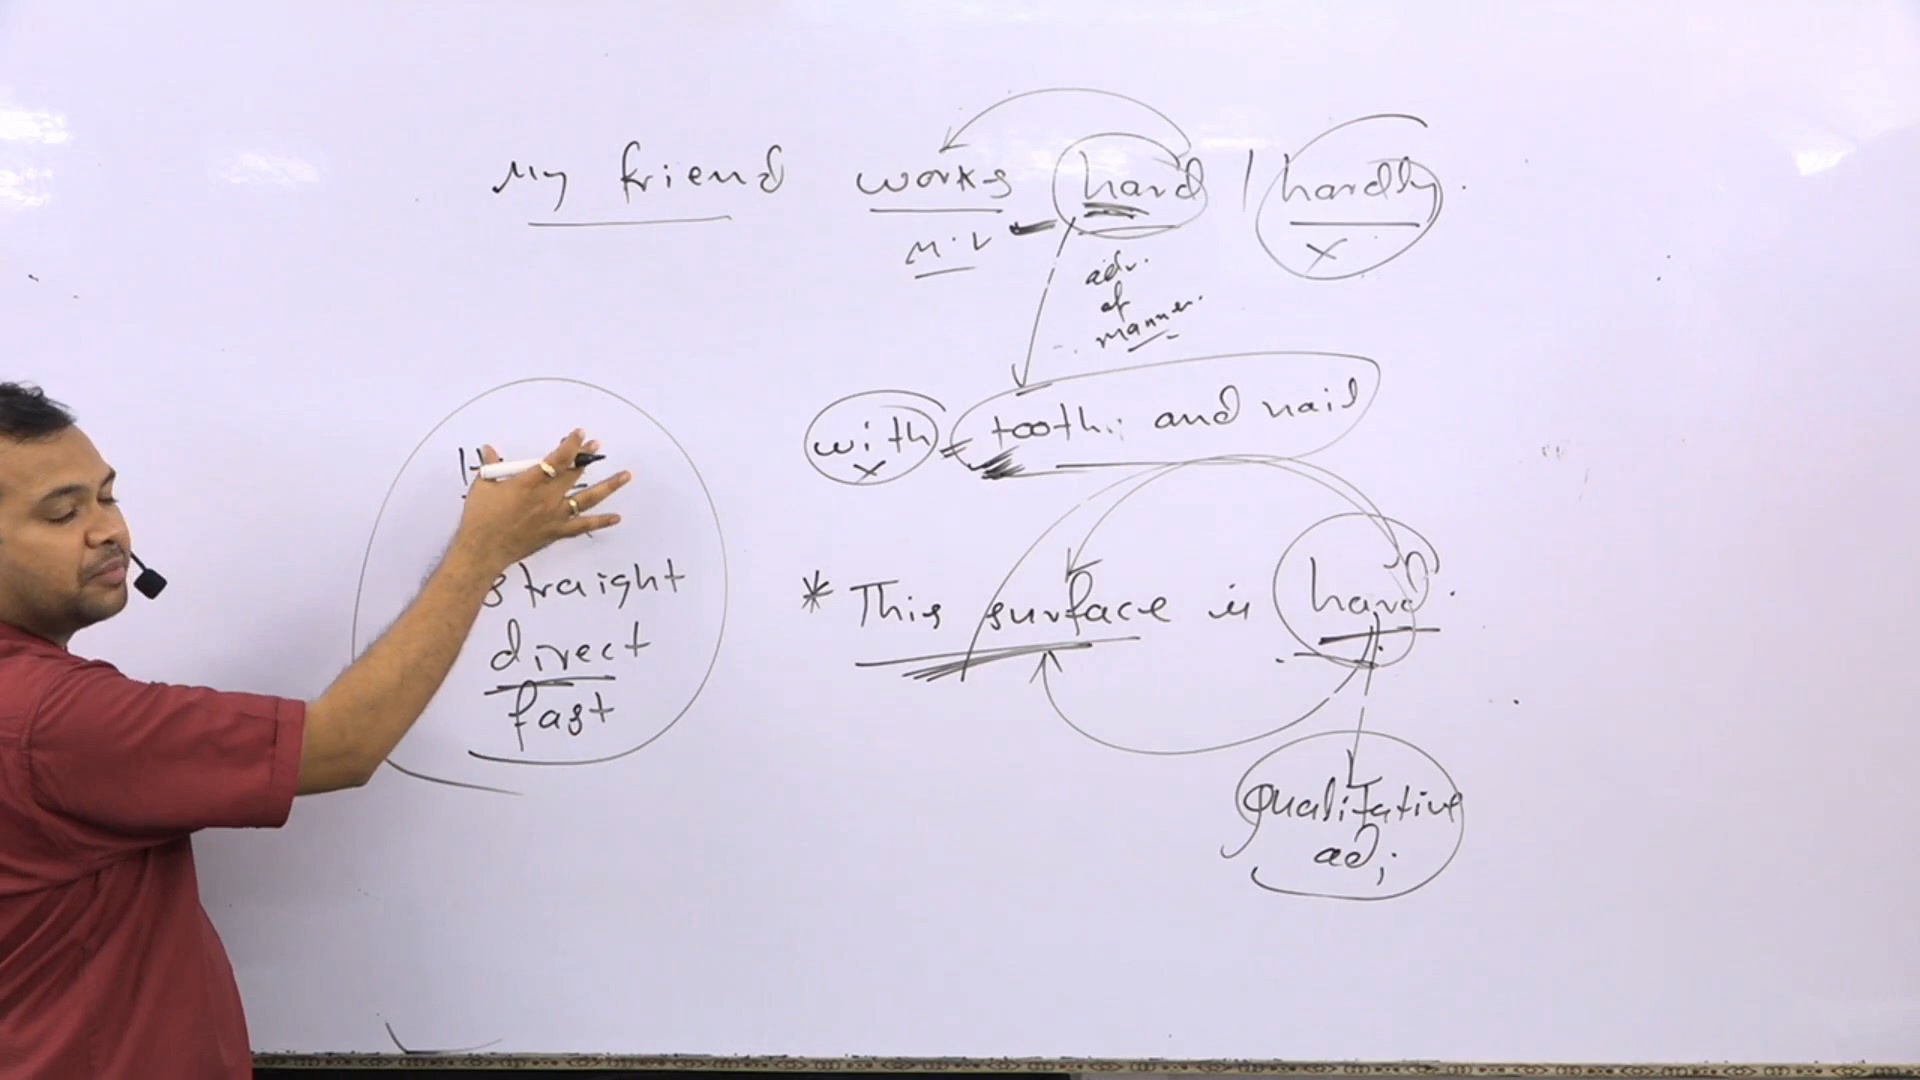 My friend works hard / hardly.
M.V
x
adv.
of
manner.
with tooth and nail
x
straight
direct
fast
* This surface is hard.
qualitative
adj